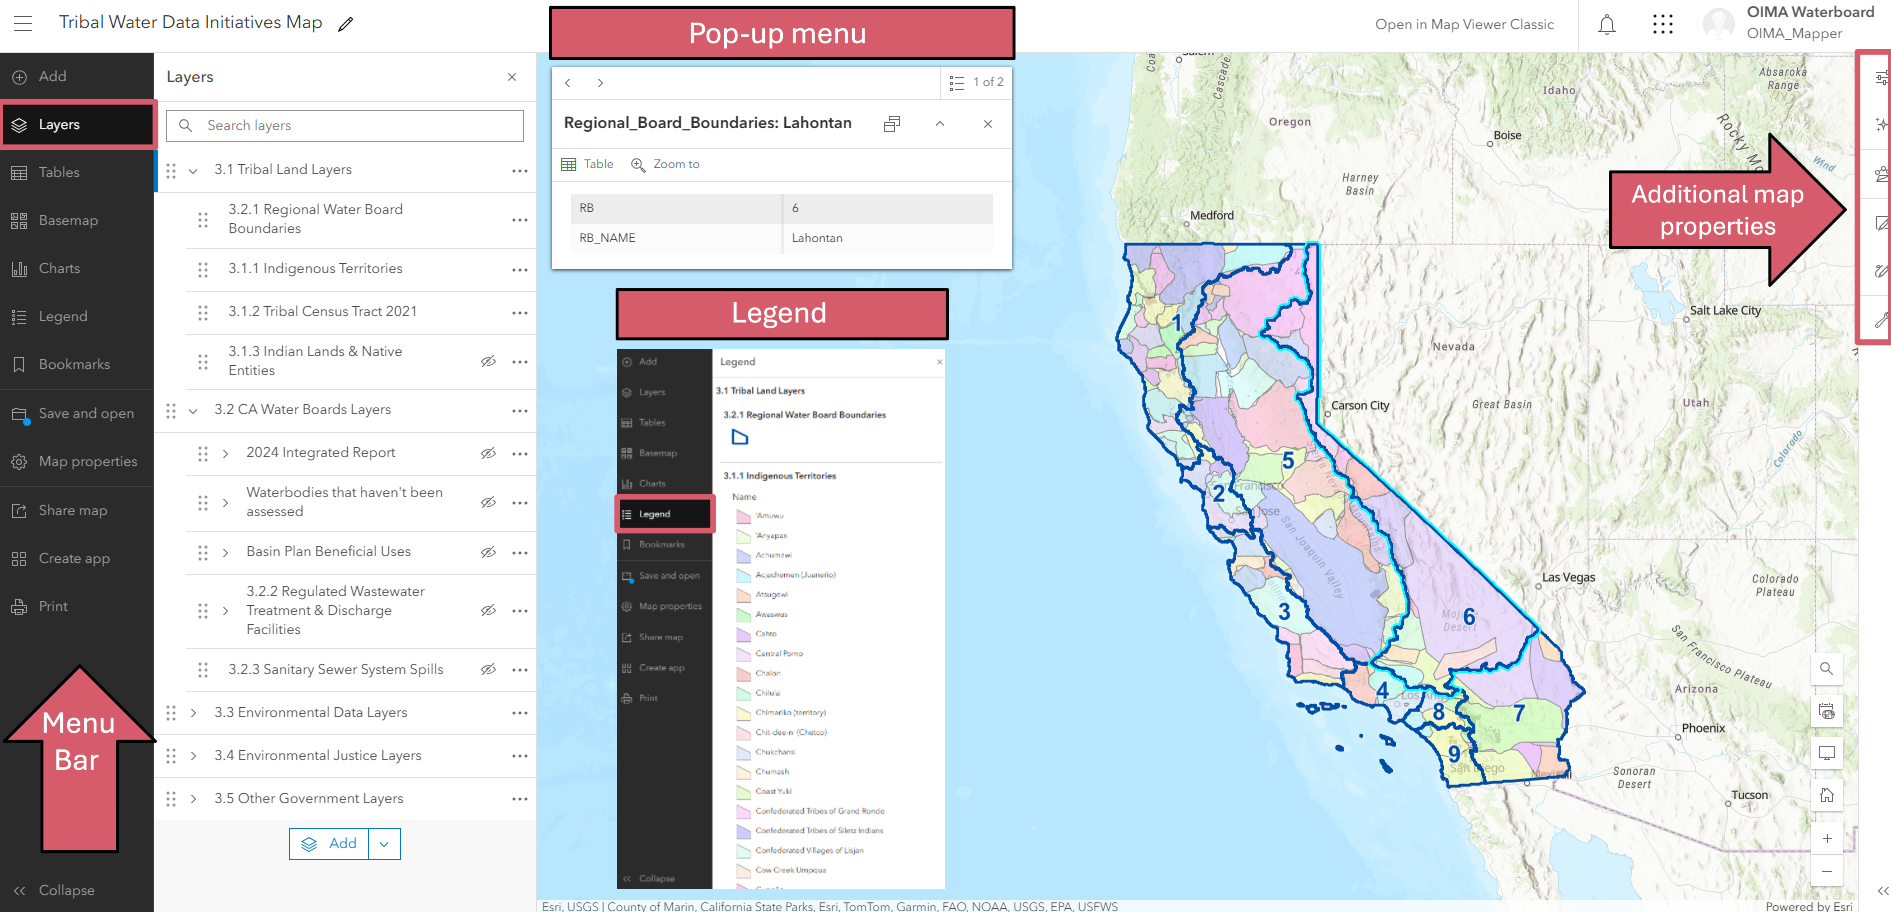 Tribal Water Data Initiatives Map
Pop-up menu
Open in Map Viewer Classic
OIMA Waterboard
OIMA_Mapper
Add
Layers
Tables
Basemap
Charts
Legend
Bookmarks
Save and open
Map properties
Share map
Create app
Print
Menu
Bar
Collapse
Layers
Search layers
3.1 Tribal Land Layers
3.2.1 Regional Water Board
Boundaries
3.1.1 Indigenous Territories
3.1.2 Tribal Census Tract 2021
3.1.3 Indian Lands & Native
Entities
3.2 CA Water Boards Layers
2024 Integrated Report
Waterbodies that haven't been
assessed
Basin Plan Beneficial Uses
3.2.2 Regulated Wastewater
Treatment & Discharge
Facilities
3.2.3 Sanitary Sewer System Spills
3.3 Environmental Data Layers
3.4 Environmental Justice Layers
3.5 Other Government Layers
Add
1 of 2
Regional_Board_Boundaries: Lahontan
Table
Zoom to
RB 6
RB_NAME Lahontan
Legend
Add
Layers
Tables
Basemap
Charts
Legend
Bookmarks
Save and open
Map properties
Share map
Create app
Print
Collapse
Legend
3.1 Tribal Land Layers
3.2.1 Regional Water Board Boundaries
3.1.1 Indigenous Territories
Name
'Amuwu
'Anyapax
Achumawi
Acjachemen (Juaneño)
Atsugewi
Awaswas
Cahto
Central Pomo
Chalon
Chilula
Chimariko (territory)
Chit-dee-ni (Chetco)
Chukchansi
Chumash
Coast Yuki
Confederated Tribes of Grand Ronde
Confederated Tribes of Siletz Indians
Confederated Villages of Lisjan
Cow Creek Umpqua
Additional map
properties
Salem
Cascade
Absaroka
Range
Idaho
Oregon
Boise
Rocky
Wind
Harney
Basin
Medford
Salt Lake City
Nevada
Carson City
Great Basin
Utah
Colorado
San Jose
San Joaquin Valley
Las Vegas
Colorado
Plateau
Desert
San Francisco Plateau
Arizona
Phoenix
San Diego
Sonoran
Desert
Tucson
1
2
3
4
5
6
7
8
9
Esri, USGS | County of Marin, California State Parks, Esri, TomTom, Garmin, FAO, NOAA, USGS, EPA, USFWS
Powered by Esri